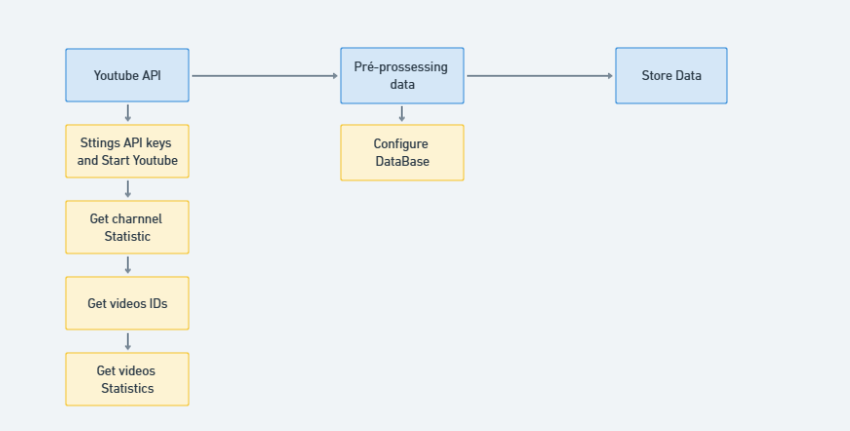 Youtube API
Pré-prossessing
data
Store Data
Sttings API keys
and Start Youtube
Configure
DataBase
Get charnnel
Statistic
Get videos IDs
Get videos
Statistics